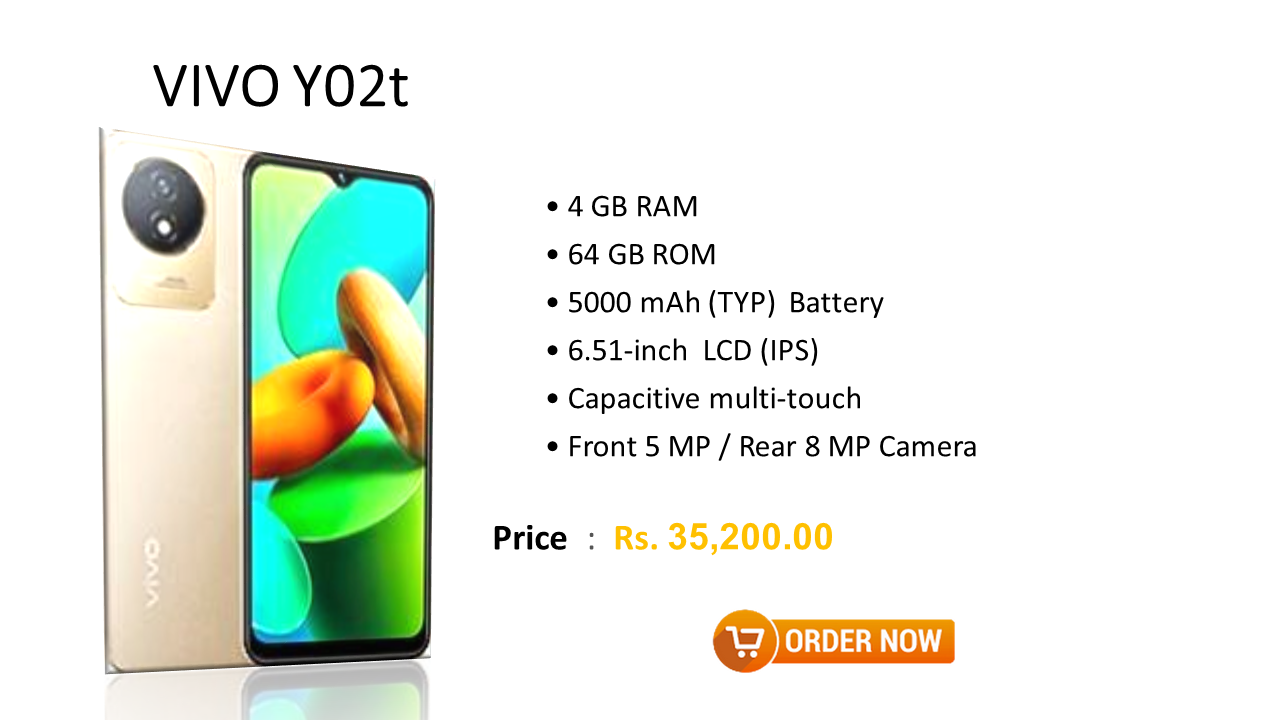 VIVO Y02t
• 4 GB RAM
• 64 GB ROM
• 5000 mAh (TYP)  Battery
• 6.51-inch  LCD (IPS)
• Capacitive multi-touch
• Front 5 MP / Rear 8 MP Camera
Price  :  Rs. 35,200.00
ORDER NOW
vivo